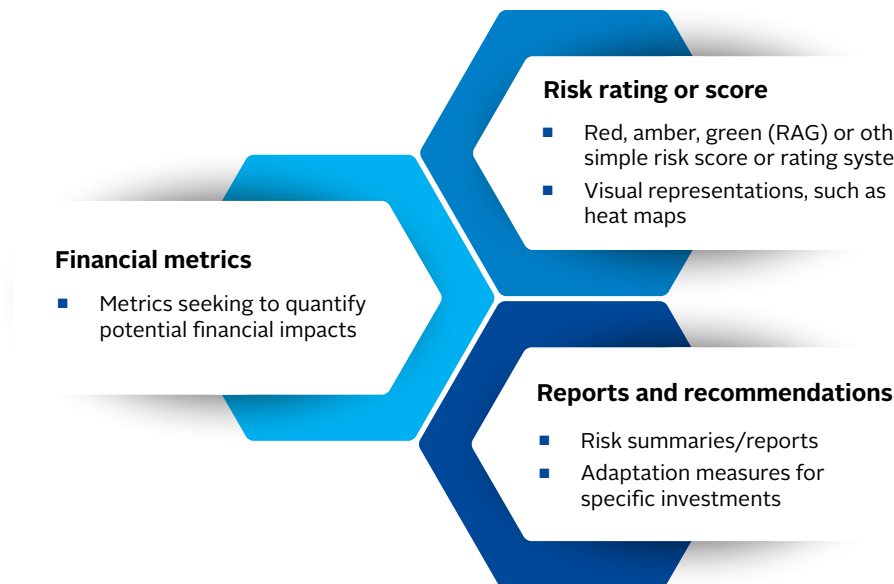 Risk rating or score
■ Red, amber, green (RAG) or oth
simple risk score or rating syste
■ Visual representations, such as
heat maps
Financial metrics
■ Metrics seeking to quantify
potential financial impacts
Reports and recommendations
■ Risk summaries/reports
■ Adaptation measures for
specific investments